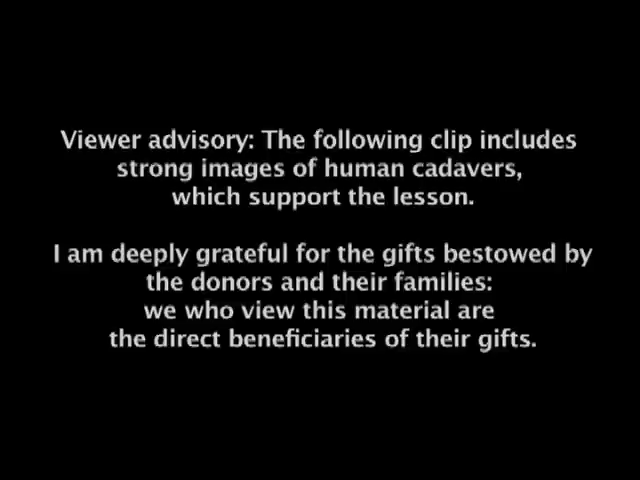 Viewer advisory: The following clip includes
strong images of human cadavers,
which support the lesson.
I am deeply grateful for the gifts bestowed by
the donors and their families:
we who view this material are
the direct beneficiaries of their gifts.